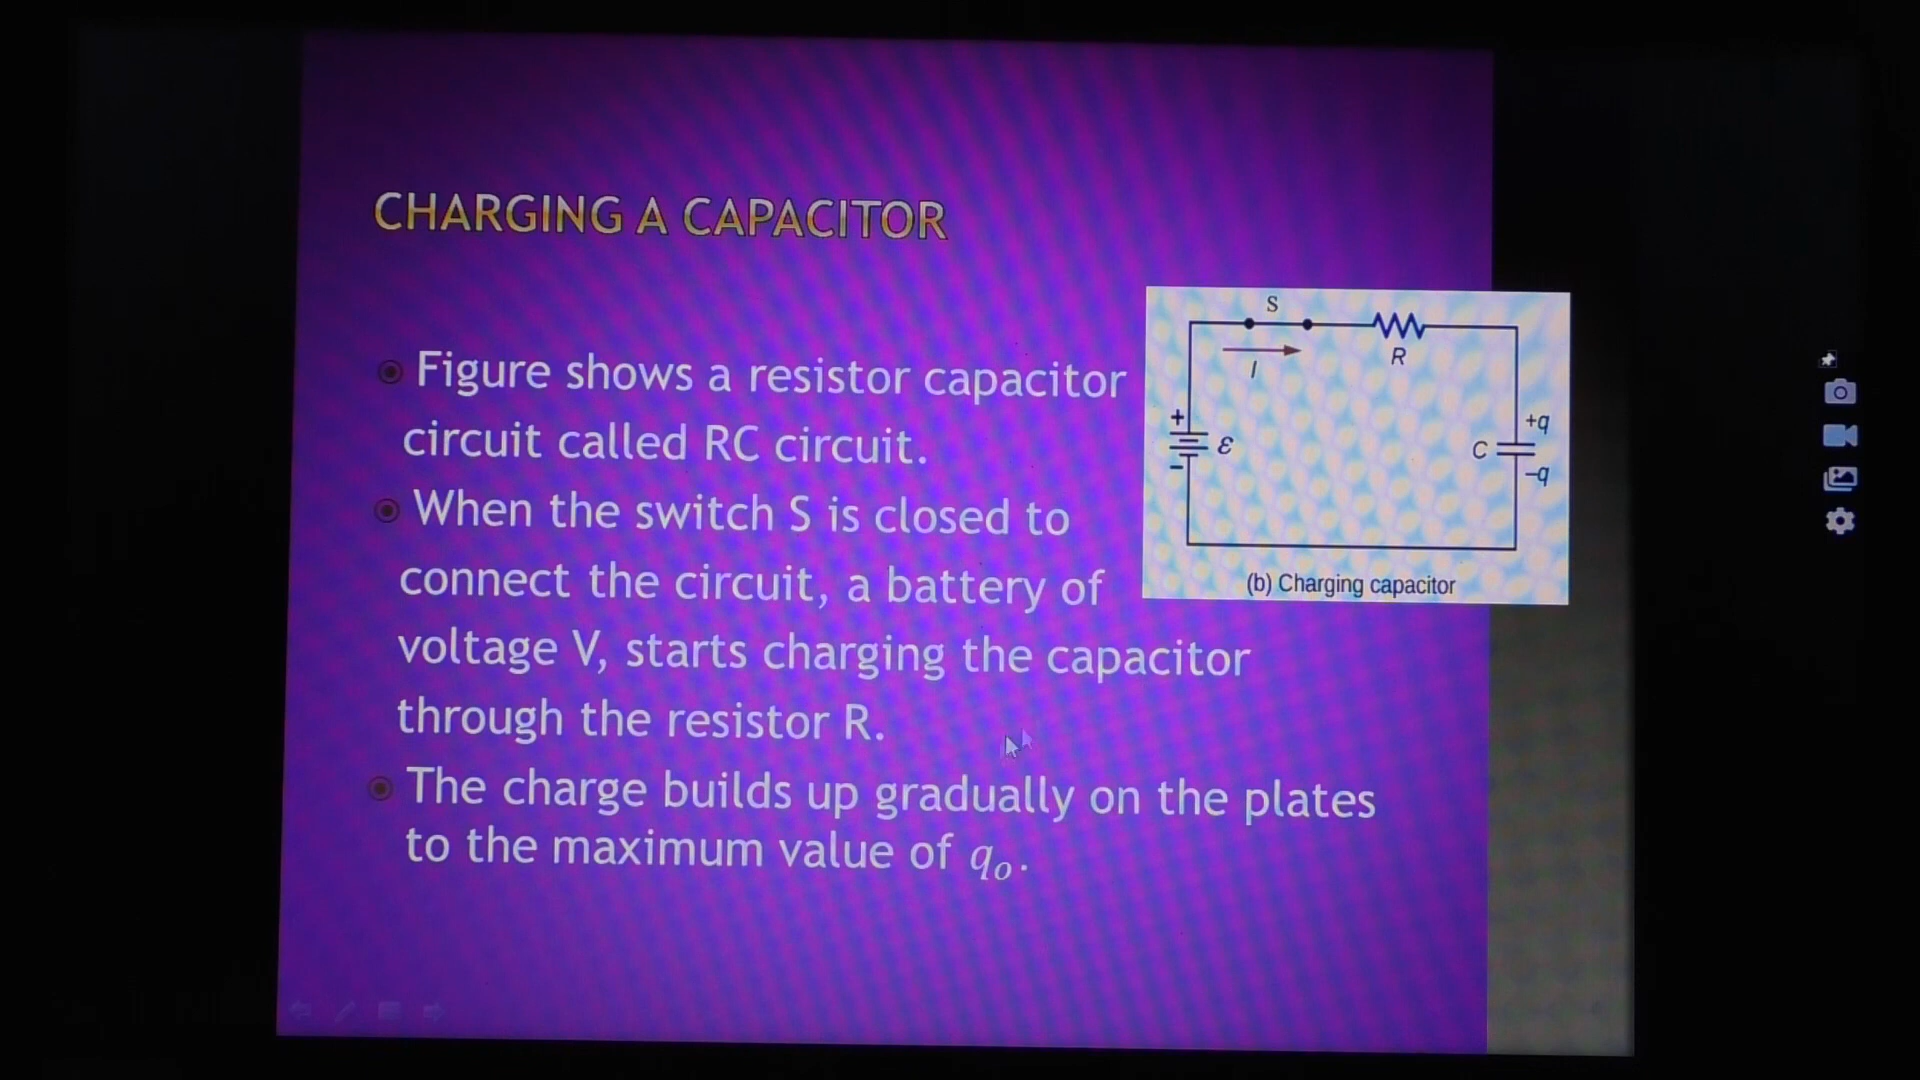 CHARGING A CAPACITOR
Figure shows a resistor capacitor
circuit called RC circuit.
When the switch S is closed to
connect the circuit, a battery of
voltage V, starts charging the capacitor
through the resistor R.
The charge builds up gradually on the plates
to the maximum value of qₒ.
S
R
I
+
ε
-
C
+q
-q
(b) Charging capacitor